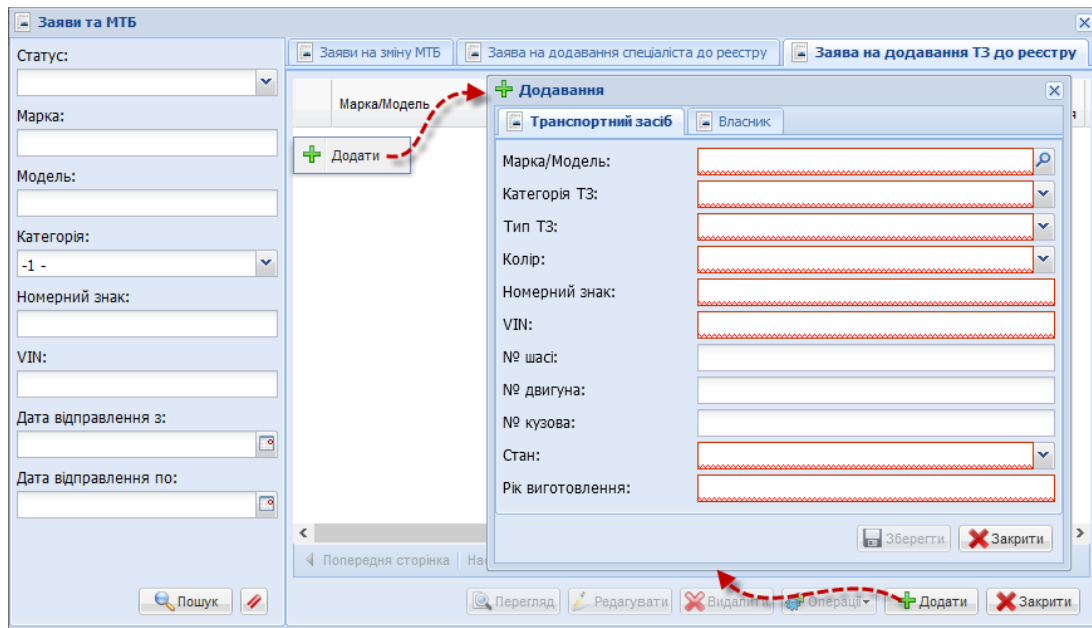 Заяви та МТБ
Статус:
Марка:
Модель:
Категорія:
-1 -
Номерний знак:
VIN:
Дата відправлення з:
Дата відправлення по:
Пошук
Заяви на зміну МТБ
Заява на додавання спеціаліста до реєстру
Заява на додавання ТЗ до реєстру
Марка/Модель
Додати
Додавання
Транспортний засіб
Власник
Марка/Модель:
Категорія ТЗ:
Тип ТЗ:
Колір:
Номерний знак:
VIN:
№ шасі:
№ двигуна:
№ кузова:
Стан:
Рік виготовлення:
Зберегти
Закрити
Попередня сторінка
Перегляд
Редагувати
Видалити
Операції
Додати
Закрити